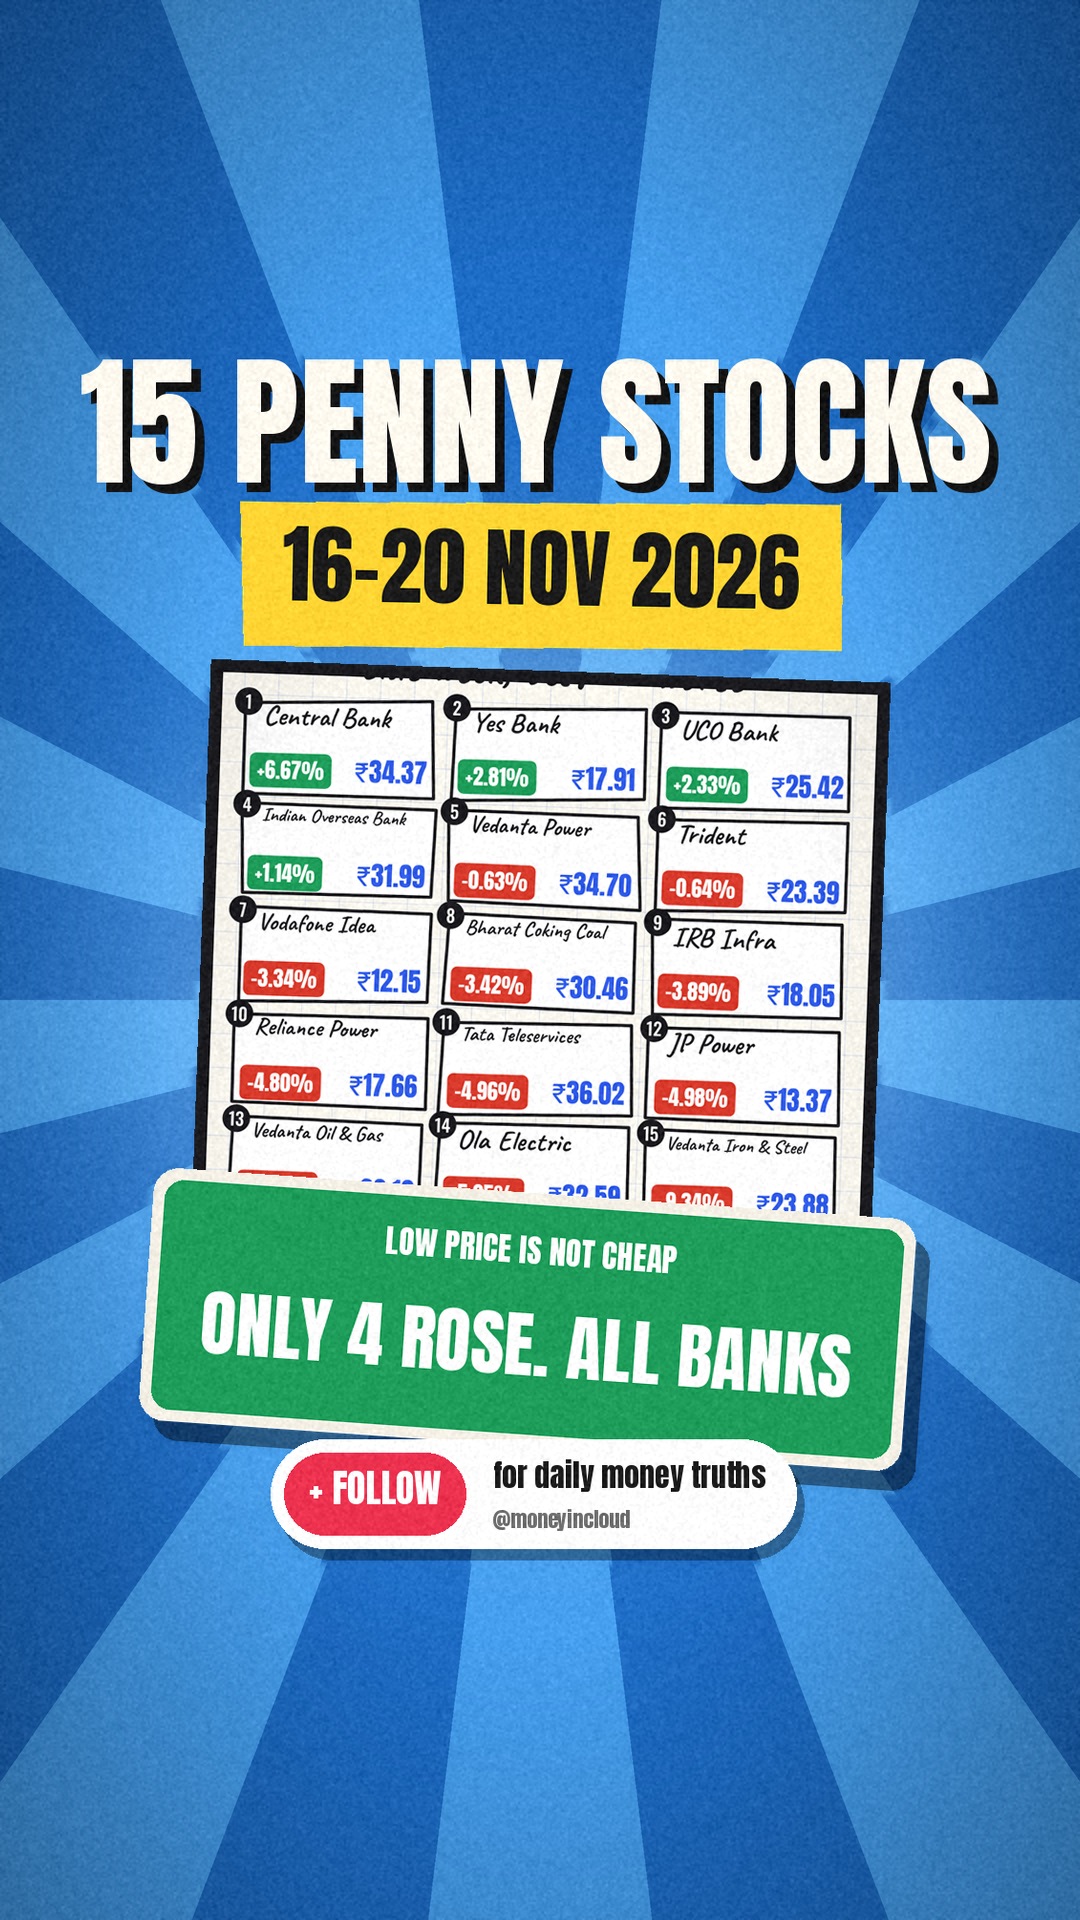 15 PENNY STOCKS
16-20 NOV 2026
1 Central Bank
+6.67% ₹34.37
2 Yes Bank
+2.81% ₹17.91
3 UCO Bank
+2.33% ₹25.42
4 Indian Overseas Bank
+1.14% ₹31.99
5 Vedanta Power
-0.63% ₹34.70
6 Trident
-0.64% ₹23.39
7 Vodafone Idea
-3.34% ₹12.15
8 Bharat Coking Coal
-3.42% ₹30.46
9 IRB Infra
-3.89% ₹18.05
10 Reliance Power
-4.80% ₹17.66
11 Tata Teleservices
-4.96% ₹36.02
12 JP Power
-4.98% ₹13.37
13 Vedanta Oil & Gas
14 Ola Electric
₹32.59
15 Vedanta Iron & Steel
-9.34% ₹23.88
LOW PRICE IS NOT CHEAP
ONLY 4 ROSE. ALL BANKS
+ FOLLOW
for daily money truths
@moneyincloud